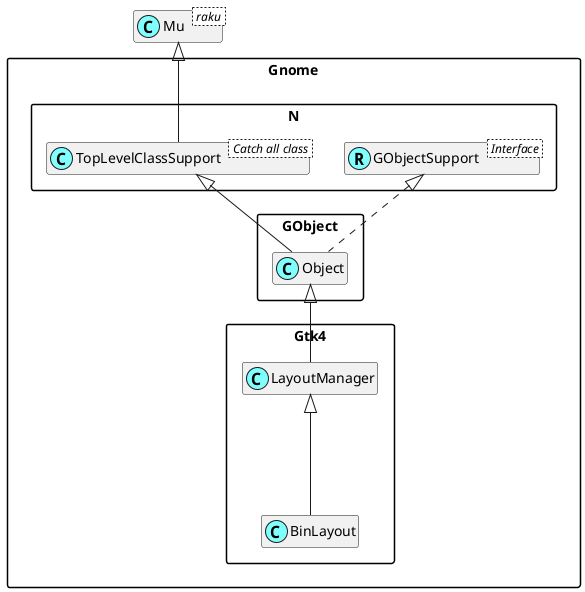 raku
C Mu
Gnome
N
Catch all class
C TopLevelClassSupport
Interface
R GObjectSupport
GObject
C Object
Gtk4
C LayoutManager
C BinLayout